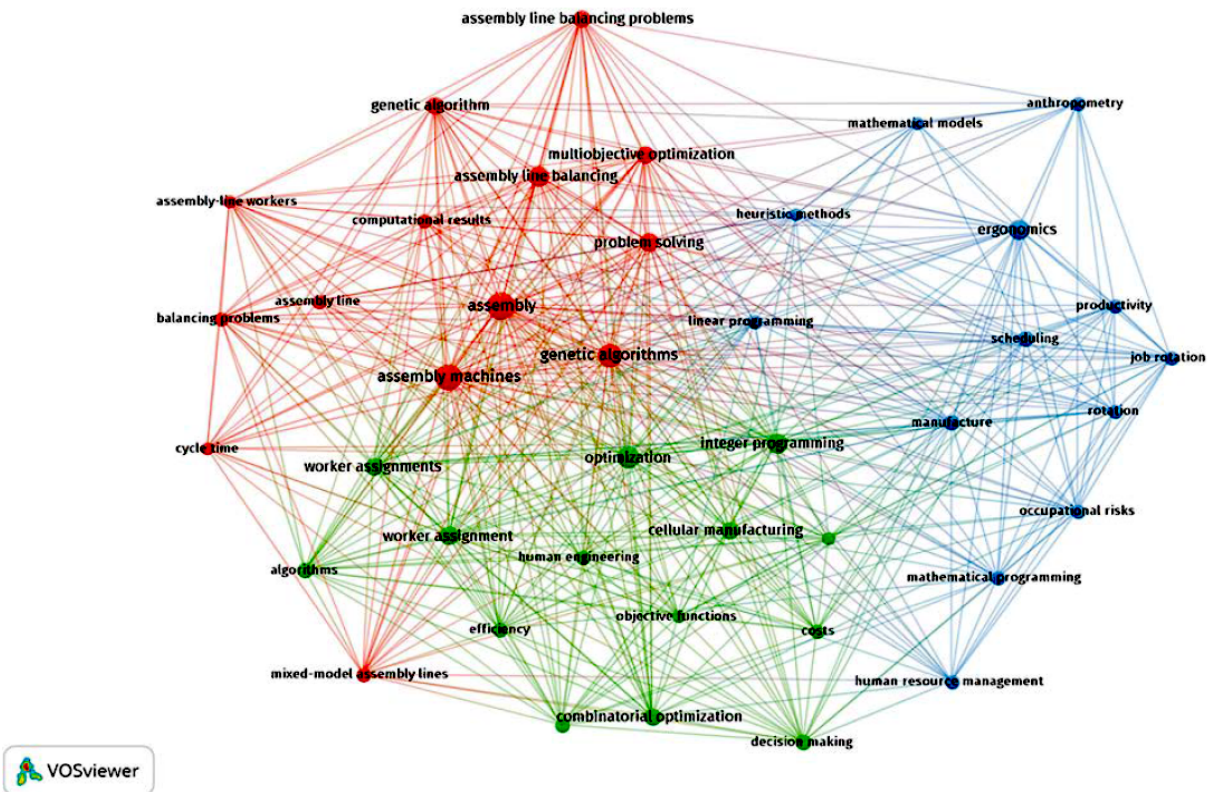 assembly line balancing problems
genetic algorithm
anthropometry
mathematical models
multiobjective optimization
assembly line balancing
assembly-line workers
computational results
heuristic methods
ergonomics
problem solving
assembly line
assembly
productivity
balancing problems
linear programming
scheduling
genetic algorithms
job rotation
assembly machines
rotation
manufacture
cycle time
integer programming
optimization
worker assignments
occupational risks
cellular manufacturing
worker assignment
human engineering
algorithms
mathematical programming
objective functions
efficiency
costs
mixed-model assembly lines
human resource management
combinatorial optimization
decision making
VOSviewer